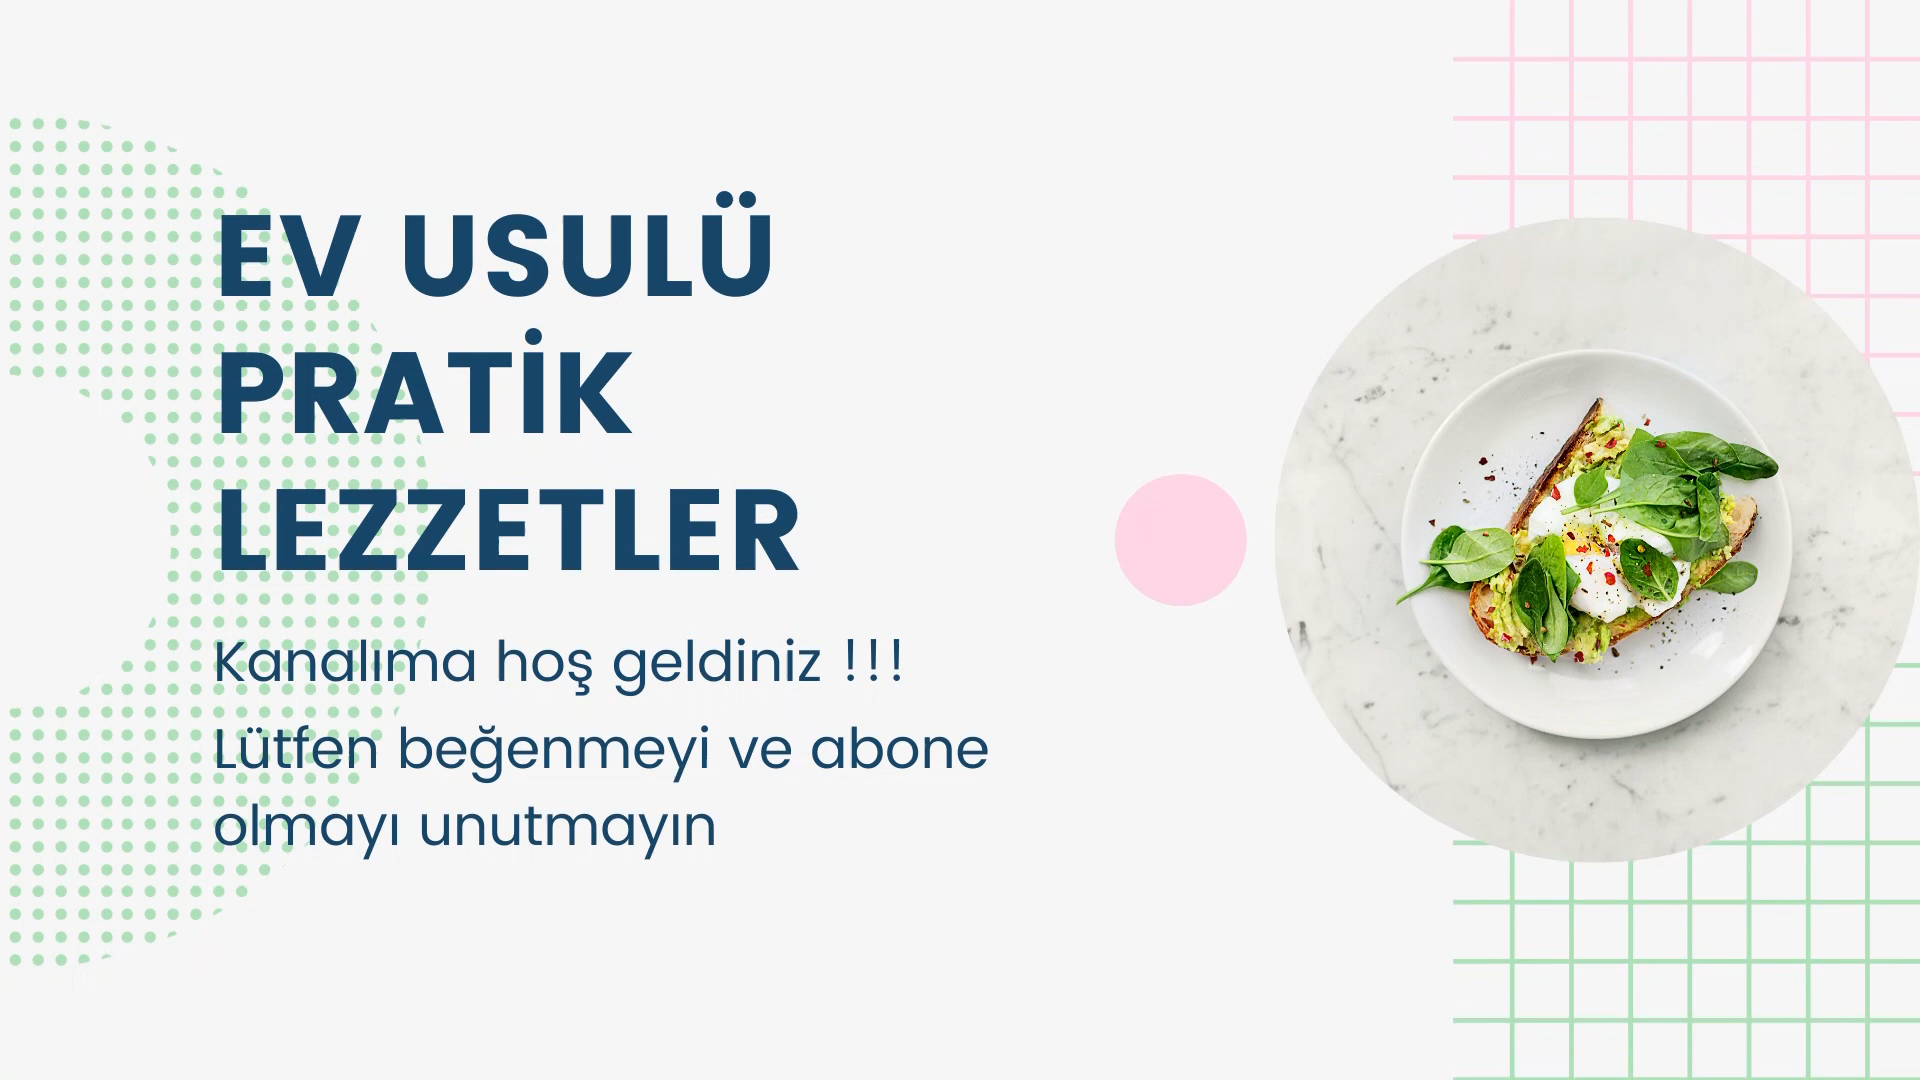 EV USULÜ
PRATİK
LEZZETLER
Kanalıma hoş geldiniz !!!
Lütfen beğenmeyi ve abone
olmayı unutmayın